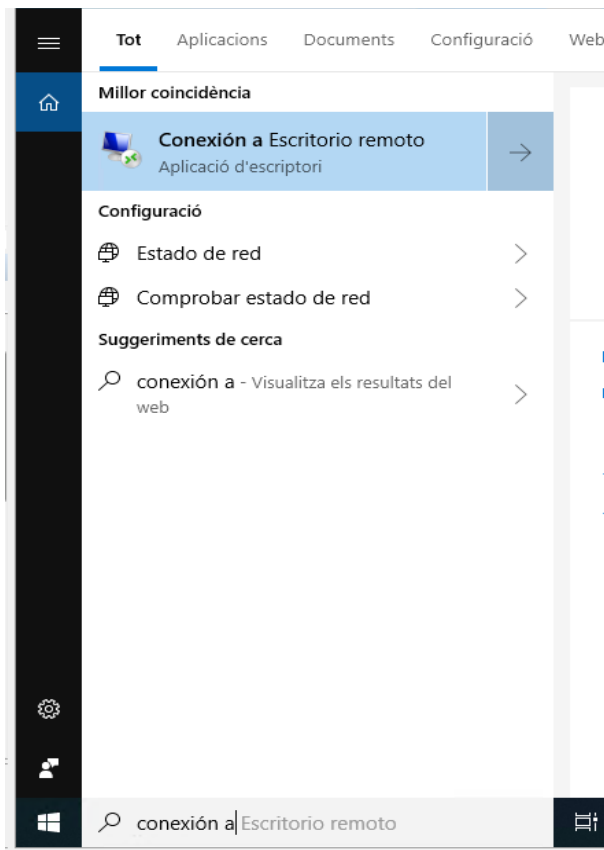 Tot Aplicacions Documents Configuració Web
Millor coincidència
Conexión a Escritorio remoto
Aplicació d'escriptori
Configuració
Estado de red
Comprobar estado de red
Suggeriments de cerca
conexión a - Visualitza els resultats del
web
conexión a Escritorio remoto